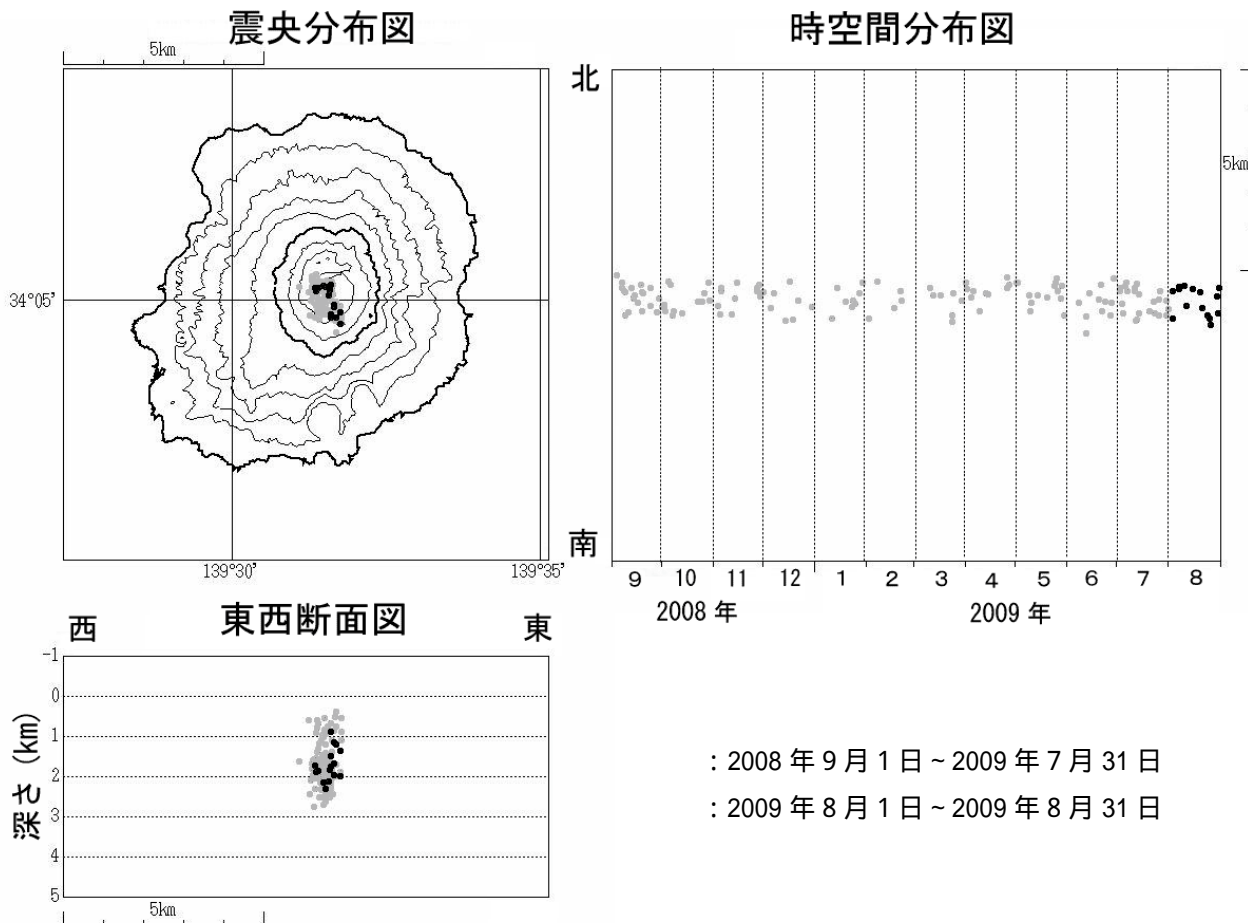 震央分布図
5km
34°05'
139°30'
139°35'
時空間分布図
北
南
5km
9 10 11 12 1 2 3 4 5 6 7 8
2008 年 2009 年
東西断面図
西 東
深さ (km)
-1
0
1
2
3
4
5
5km
: 2008 年 9 月 1 日 ~ 2009 年 7 月 31 日
: 2009 年 8 月 1 日 ~ 2009 年 8 月 31 日